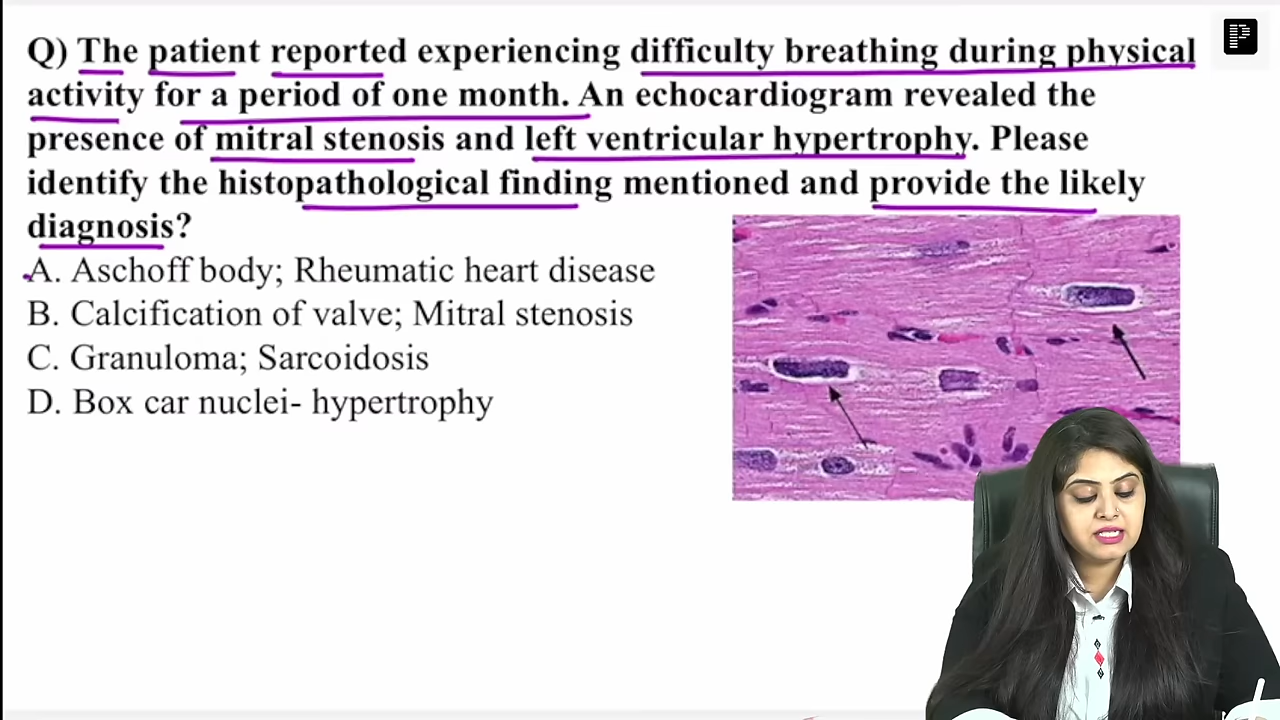 Q) The patient reported experiencing difficulty breathing during physical
activity for a period of one month. An echocardiogram revealed the
presence of mitral stenosis and left ventricular hypertrophy. Please
identify the histopathological finding mentioned and provide the likely
diagnosis?
A. Aschoff body; Rheumatic heart disease
B. Calcification of valve; Mitral stenosis
C. Granuloma; Sarcoidosis
D. Box car nuclei- hypertrophy